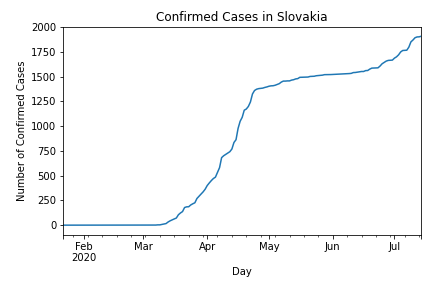 Confirmed Cases in Slovakia
Number of Confirmed Cases
2000
1750
1500
1250
1000
750
500
250
0
Feb Mar Apr May Jun Jul
2020
Day